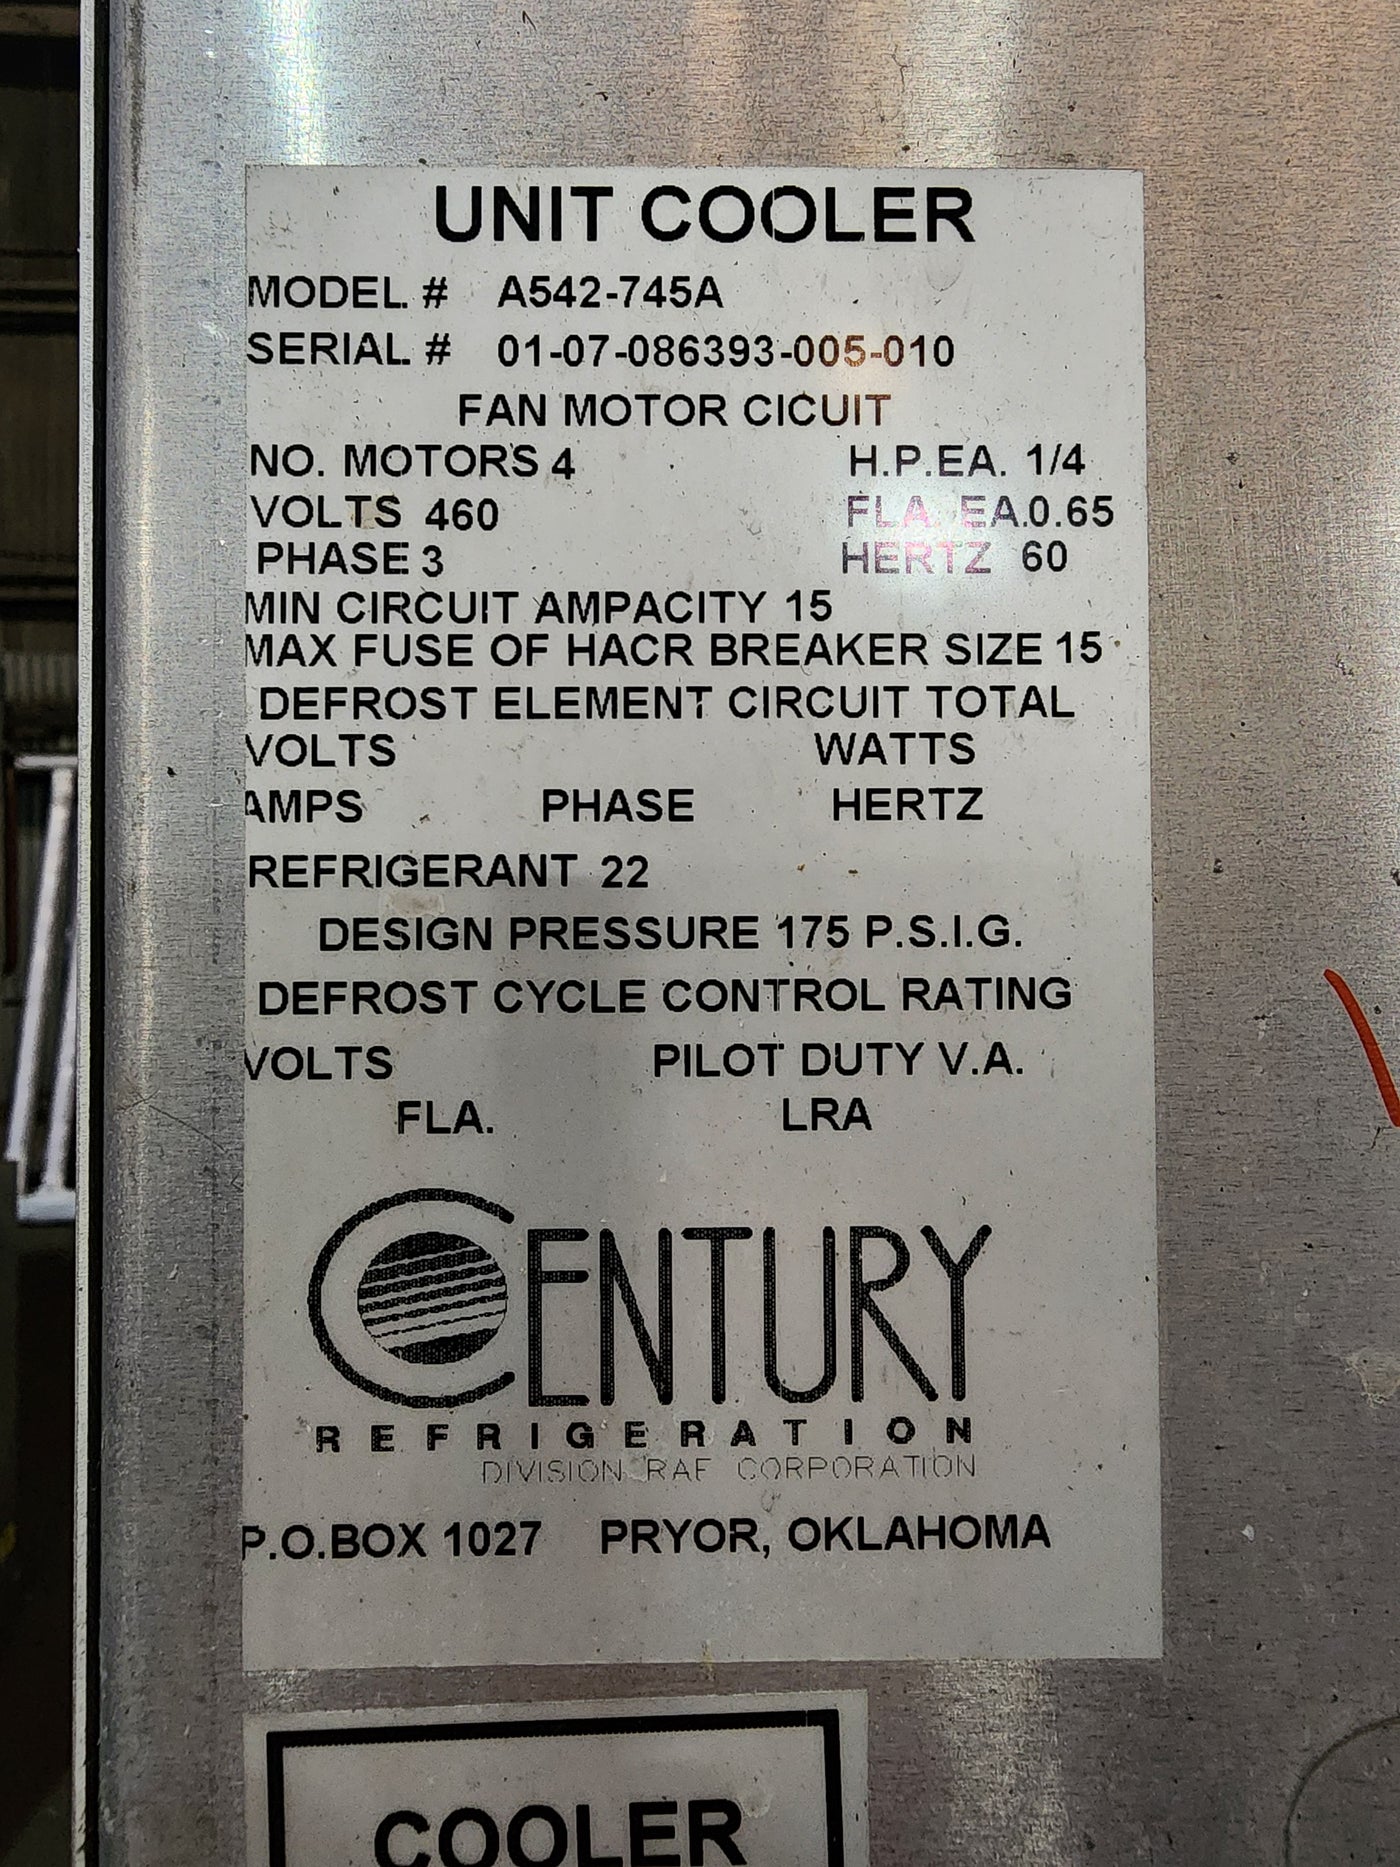 UNIT COOLER
MODEL # A542-745A
SERIAL # 01-07-086393-005-010
FAN MOTOR CICUIT
NO. MOTORS 4 H.P.EA. 1/4
VOLTS 460 FLA. EA.0.65
PHASE 3 HERTZ 60
MIN CIRCUIT AMPACITY 15
MAX FUSE OF HACR BREAKER SIZE 15
DEFROST ELEMENT CIRCUIT TOTAL
VOLTS WATTS
AMPS PHASE HERTZ
REFRIGERANT 22
DESIGN PRESSURE 175 P.S.I.G.
DEFROST CYCLE CONTROL RATING
VOLTS PILOT DUTY V.A.
FLA. LRA
CENTURY
REFRIGERATION
DIVISION RAE CORPORATION
P.O.BOX 1027 PRYOR, OKLAHOMA
COOLER